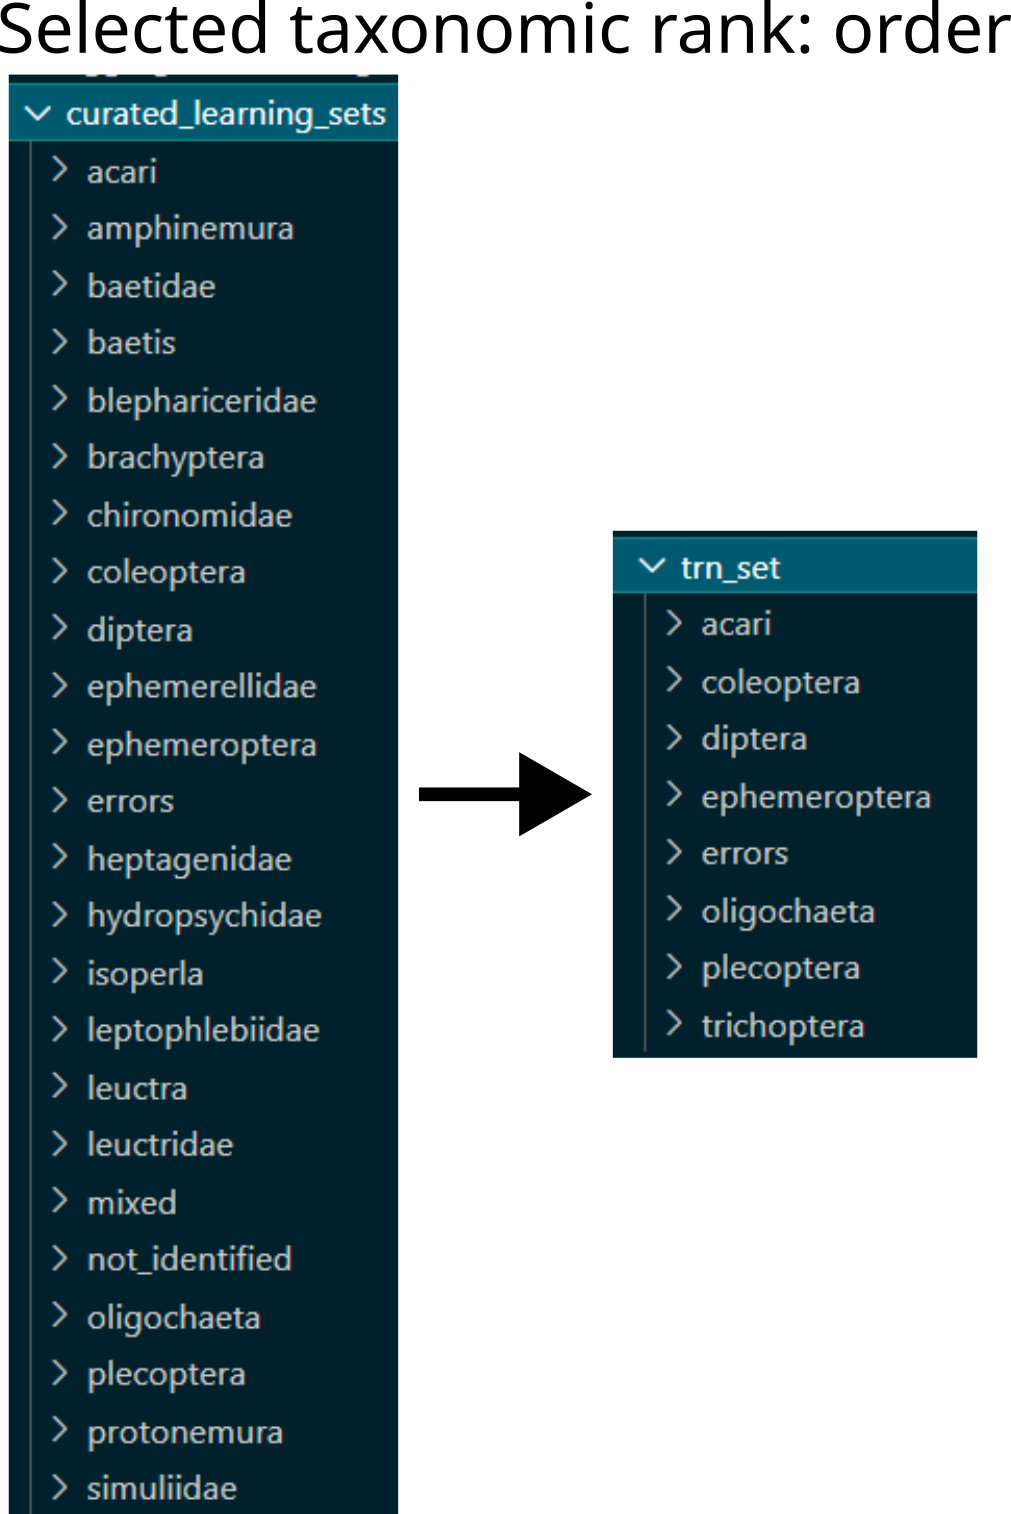 Selected taxonomic rank: order
curated_learning_sets
acari
amphinemura
baetidae
baetis
blephariceridae
brachyptera
chironomidae
coleoptera
diptera
ephemerellidae
ephemeroptera
errors
heptagenidae
hydropsychidae
isoperla
leptophlebiidae
leuctra
leuctridae
mixed
not_identified
oligochaeta
plecoptera
protonemura
simuliidae
trn_set
acari
coleoptera
diptera
ephemeroptera
errors
oligochaeta
plecoptera
trichoptera